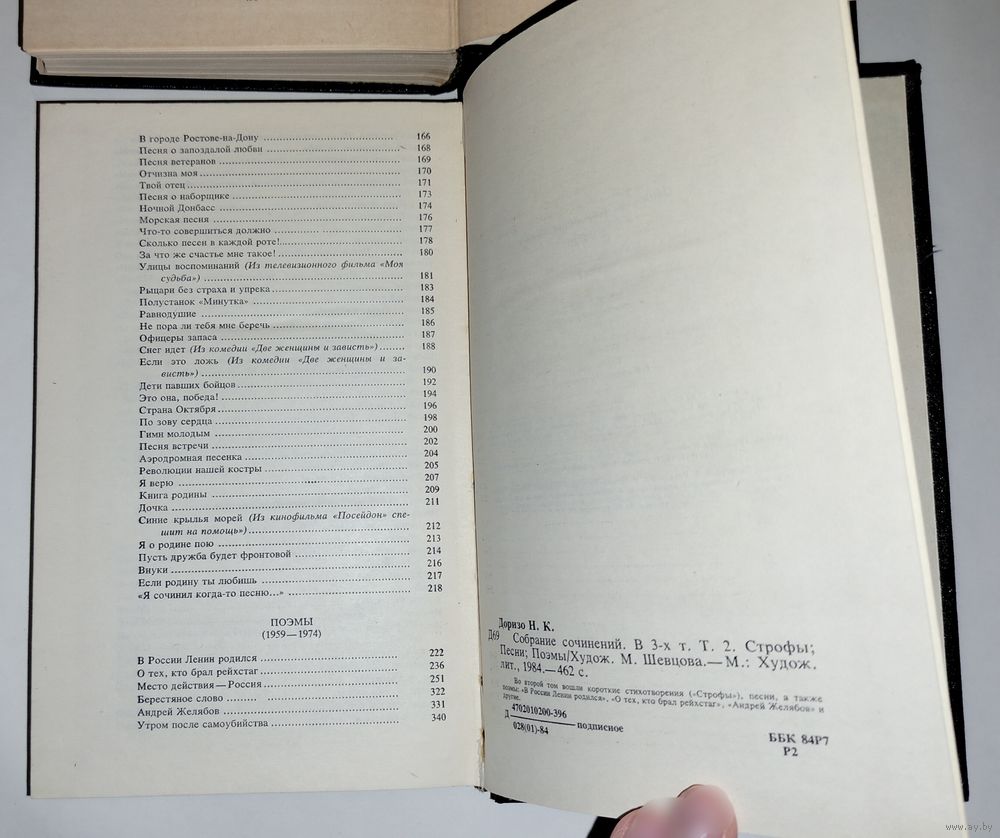 В городе Ростове-на-Дону ........ 166
Песня о запоздалой любви ........ 168
Песня ветеранов ........ 169
Отчизна моя ........ 170
Твой отец ........ 171
Песня о наборщике ........ 173
Ночной Донбасс ........ 174
Морская песня ........ 176
Что-то совершиться должно ........ 177
Сколько песен в каждой роте! ........ 178
За что же счастье мне такое! ........ 180
Улицы воспоминаний (Из телевизионного фильма «Моя
судьба») ........ 181
Рыцари без страха и упрека ........ 183
Полустанок «Минутка» ........ 184
Равнодушие ........ 185
Не пора ли тебя мне беречь ........ 186
Офицеры запаса ........ 187
Снег идет (Из комедии «Две женщины и зависть») ........ 188
Если это ложь (Из комедии «Две женщины и за-
висть») ........ 190
Дети павших бойцов ........ 192
Это она, победа! ........ 194
Страна Октября ........ 196
По зову сердца ........ 198
Гимн молодым ........ 200
Песня встречи ........ 202
Аэродромная песенка ........ 204
Революции нашей костры ........ 205
Я верю ........ 207
Книга родины ........ 209
Дочка ........ 211
Синие крылья морей (Из кинофильма «Посейдон» спе-
шит на помощь») ........ 212
Я о родине пою ........ 213
Пусть дружба будет фронтовой ........ 214
Внуки ........ 216
Если родину ты любишь ........ 217
«Я сочинил когда-то песню...» ........ 218
ПОЭМЫ
(1959—1974)
В России Ленин родился ........ 222
О тех, кто брал рейхстаг ........ 236
Место действия — Россия ........ 251
Берестяное слово ........ 322
Андрей Желябов ........ 331
Утром после самоубийства ........ 340
Доризо Н. К.
Д69 Собрание сочинений. В 3-х т. Т. 2. Строфы;
Песни; Поэмы/Худож. М. Шевцова.— М.: Худож.
лит., 1984.— 462 с.
Во второй том вошли короткие стихотворения («Строфы»), песни, а также
поэмы: «В России Ленин родился», «О тех, кто брал рейхстаг», «Андрей Желябов» и
другие.
Д 4702010200-396
028(01)-84 подписное
ББК 84Р7
Р2
www.ay.by